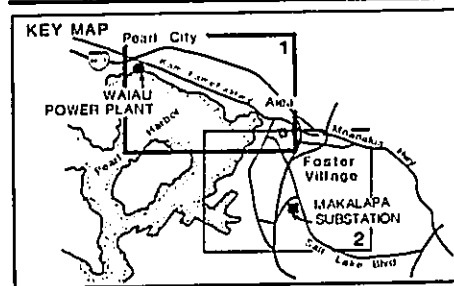 KEY MAP
Pearl City
1
WAIAU
POWER PLANT
Kam
Aiea
Pearl Harbor
Moanalua Hwy
Foster
Village
MAKALAPA
SUBSTATION
2
Salt Lake Blvd